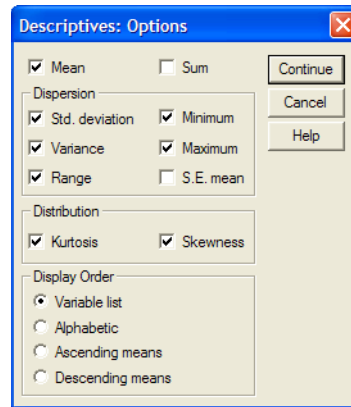 Descriptives: Options
Mean Sum Continue
Dispersion Cancel
Std. deviation Minimum Help
Variance Maximum
Range S.E. mean
Distribution
Kurtosis Skewness
Display Order
Variable list
Alphabetic
Ascending means
Descending means